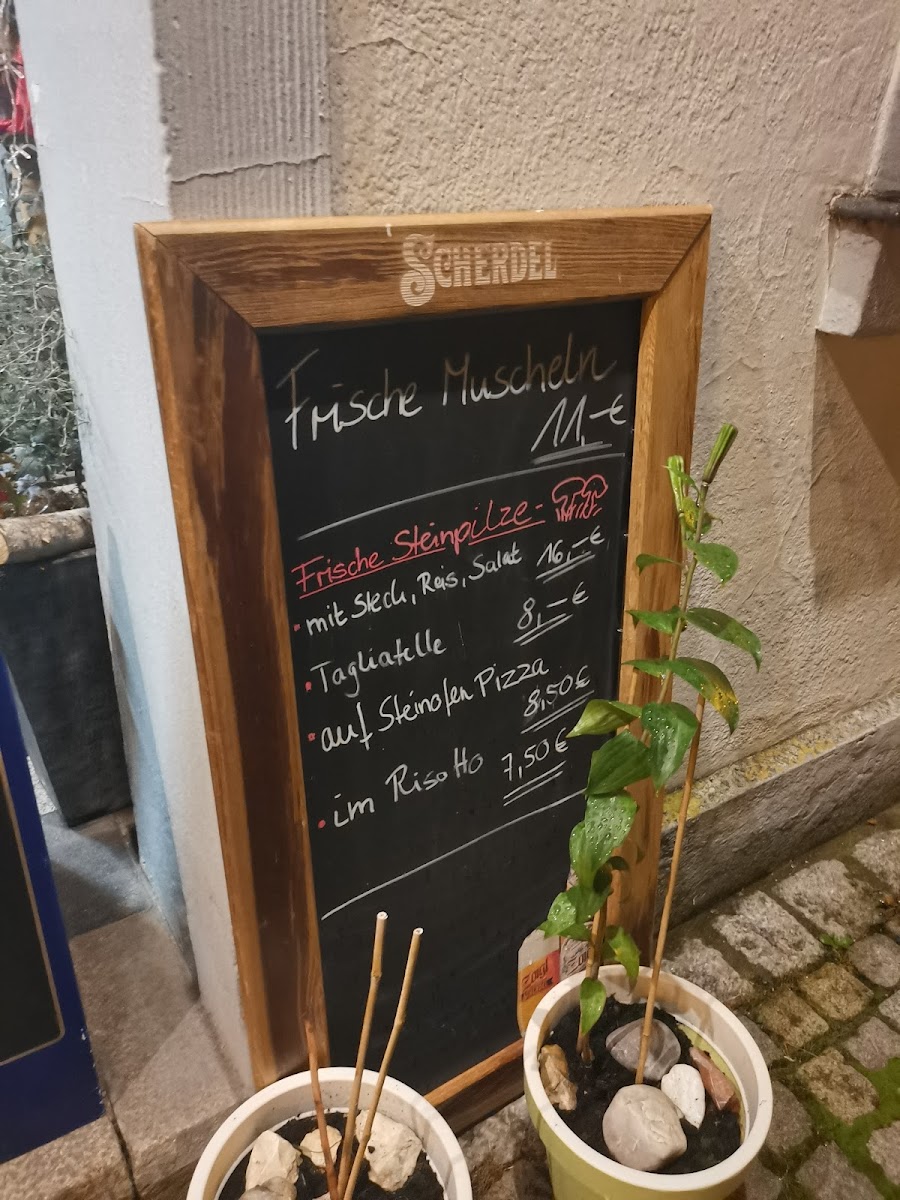 SCHERDEL
Frische Muscheln
11,-€
Frische Steinpilze-
• mit Steck, Reis, Salat 16,-€
• Tagliatelle 8,-€
• auf Steinofen Pizza
8,50€
• im Risotto 7,50€